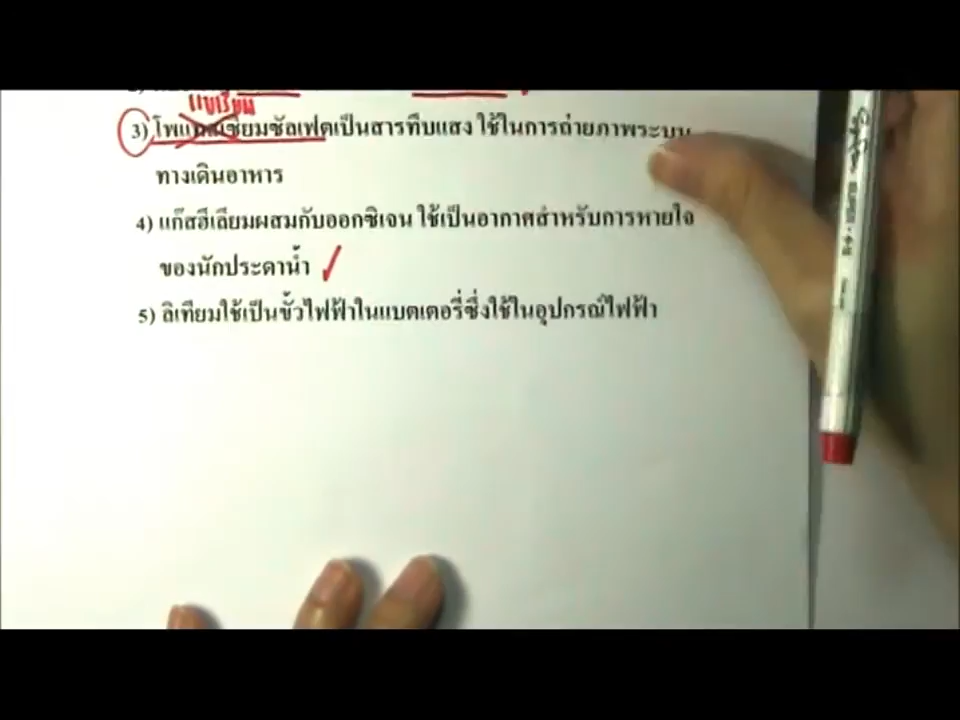 แบเรียม
3) โพแทสเซียมซัลเฟตเป็นสารทึบแสง ใช้ในการถ่ายภาพระบบ
ทางเดินอาหาร
4) แก๊สฮีเลียมผสมกับออกซิเจน ใช้เป็นอากาศสำหรับการหายใจ
ของนักประดาน้ำ
5) ลิเทียมใช้เป็นขั้วไฟฟ้าในแบตเตอรี่ซึ่งใช้ในอุปกรณ์ไฟฟ้า